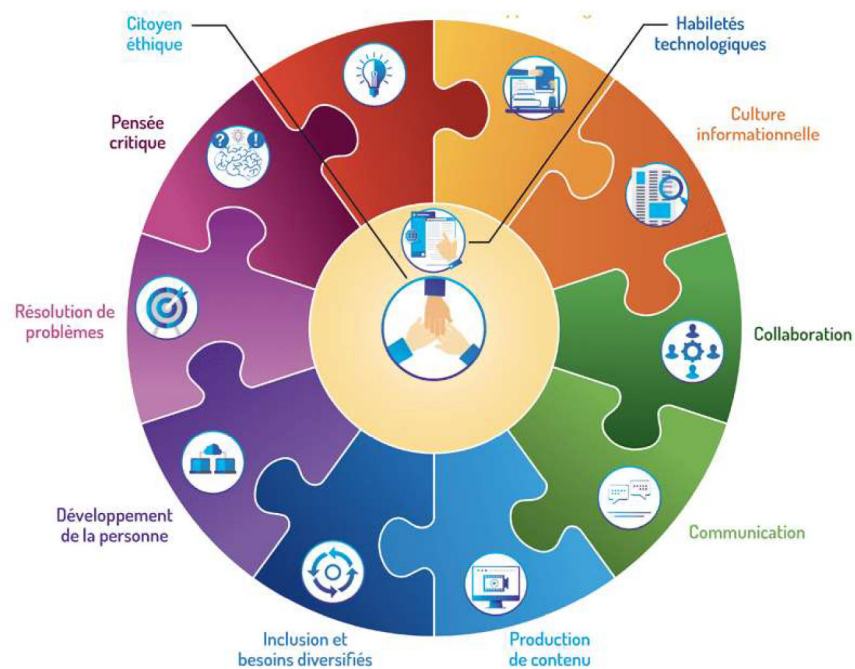 Citoyen
éthique
Habiletés
technologiques
Pensée
critique
Culture
informationnelle
Résolution de
problèmes
Collaboration
Développement
de la personne
Communication
Inclusion et
besoins diversifiés
Production
de contenu